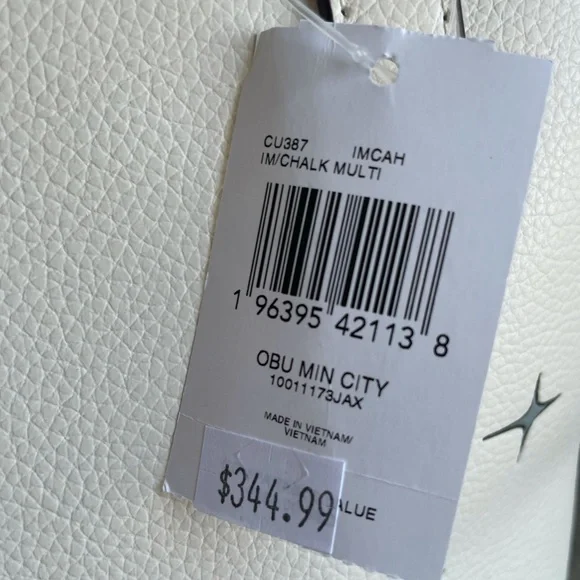 CU387 IMCAH
IM/CHALK MULTI
1 96395 42113 8
OBU MIN CITY
10011173JAX
MADE IN VIETNAM/
VIETNAM
$344.99
ALUE